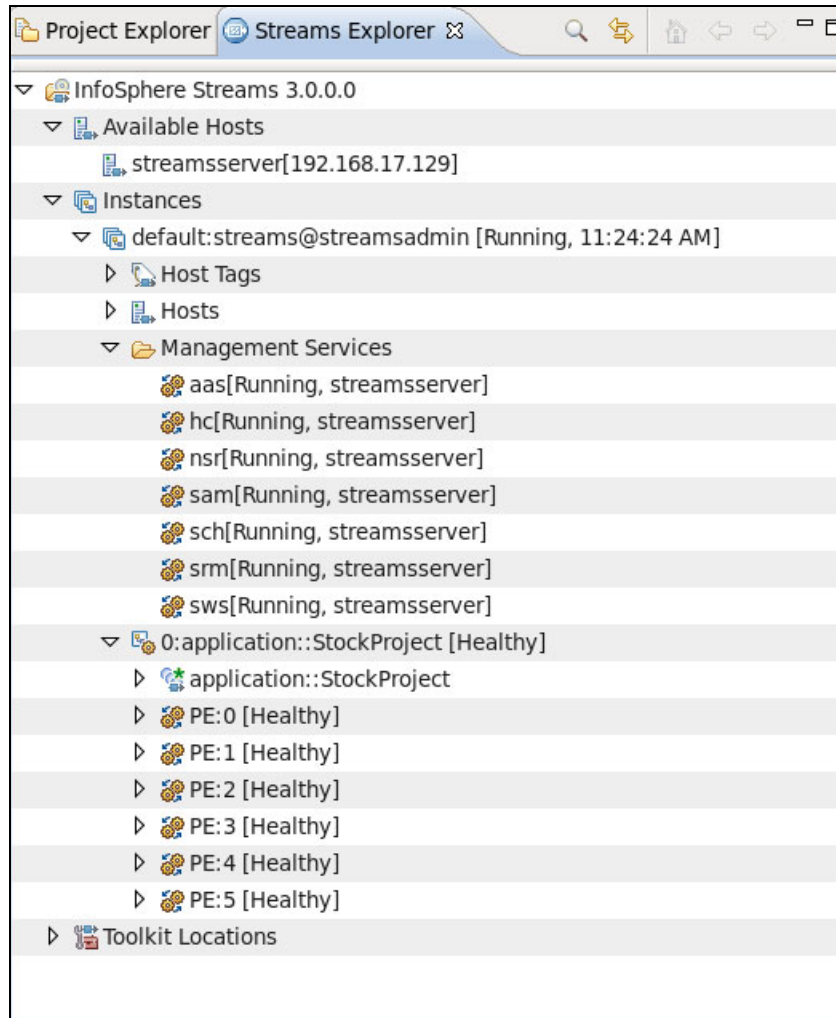 Project Explorer Streams Explorer
InfoSphere Streams 3.0.0.0
Available Hosts
streamsserver[192.168.17.129]
Instances
default:streams@streamsadmin [Running, 11:24:24 AM]
Host Tags
Hosts
Management Services
aas[Running, streamsserver]
hc[Running, streamsserver]
nsr[Running, streamsserver]
sam[Running, streamsserver]
sch[Running, streamsserver]
srm[Running, streamsserver]
sws[Running, streamsserver]
0:application::StockProject [Healthy]
application::StockProject
PE:0 [Healthy]
PE:1 [Healthy]
PE:2 [Healthy]
PE:3 [Healthy]
PE:4 [Healthy]
PE:5 [Healthy]
Toolkit Locations